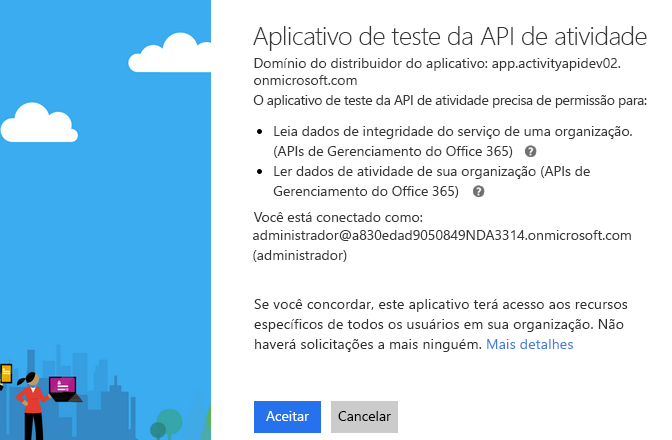 Aplicativo de teste da API de atividade
Domínio do distribuidor do aplicativo: app.activityapidev02.
onmicrosoft.com
O aplicativo de teste da API de atividade precisa de permissão para:
• Leia dados de integridade do serviço de uma organização.
(APIs de Gerenciamento do Office 365) ?
• Ler dados de atividade de sua organização (APIs de
Gerenciamento do Office 365) ?
Você está conectado como:
administrador@a830edad9050849NDA3314.onmicrosoft.com
(administrador)
Se você concordar, este aplicativo terá acesso aos recursos
específicos de todos os usuários em sua organização. Não
haverá solicitações a mais ninguém. Mais detalhes
Aceitar Cancelar